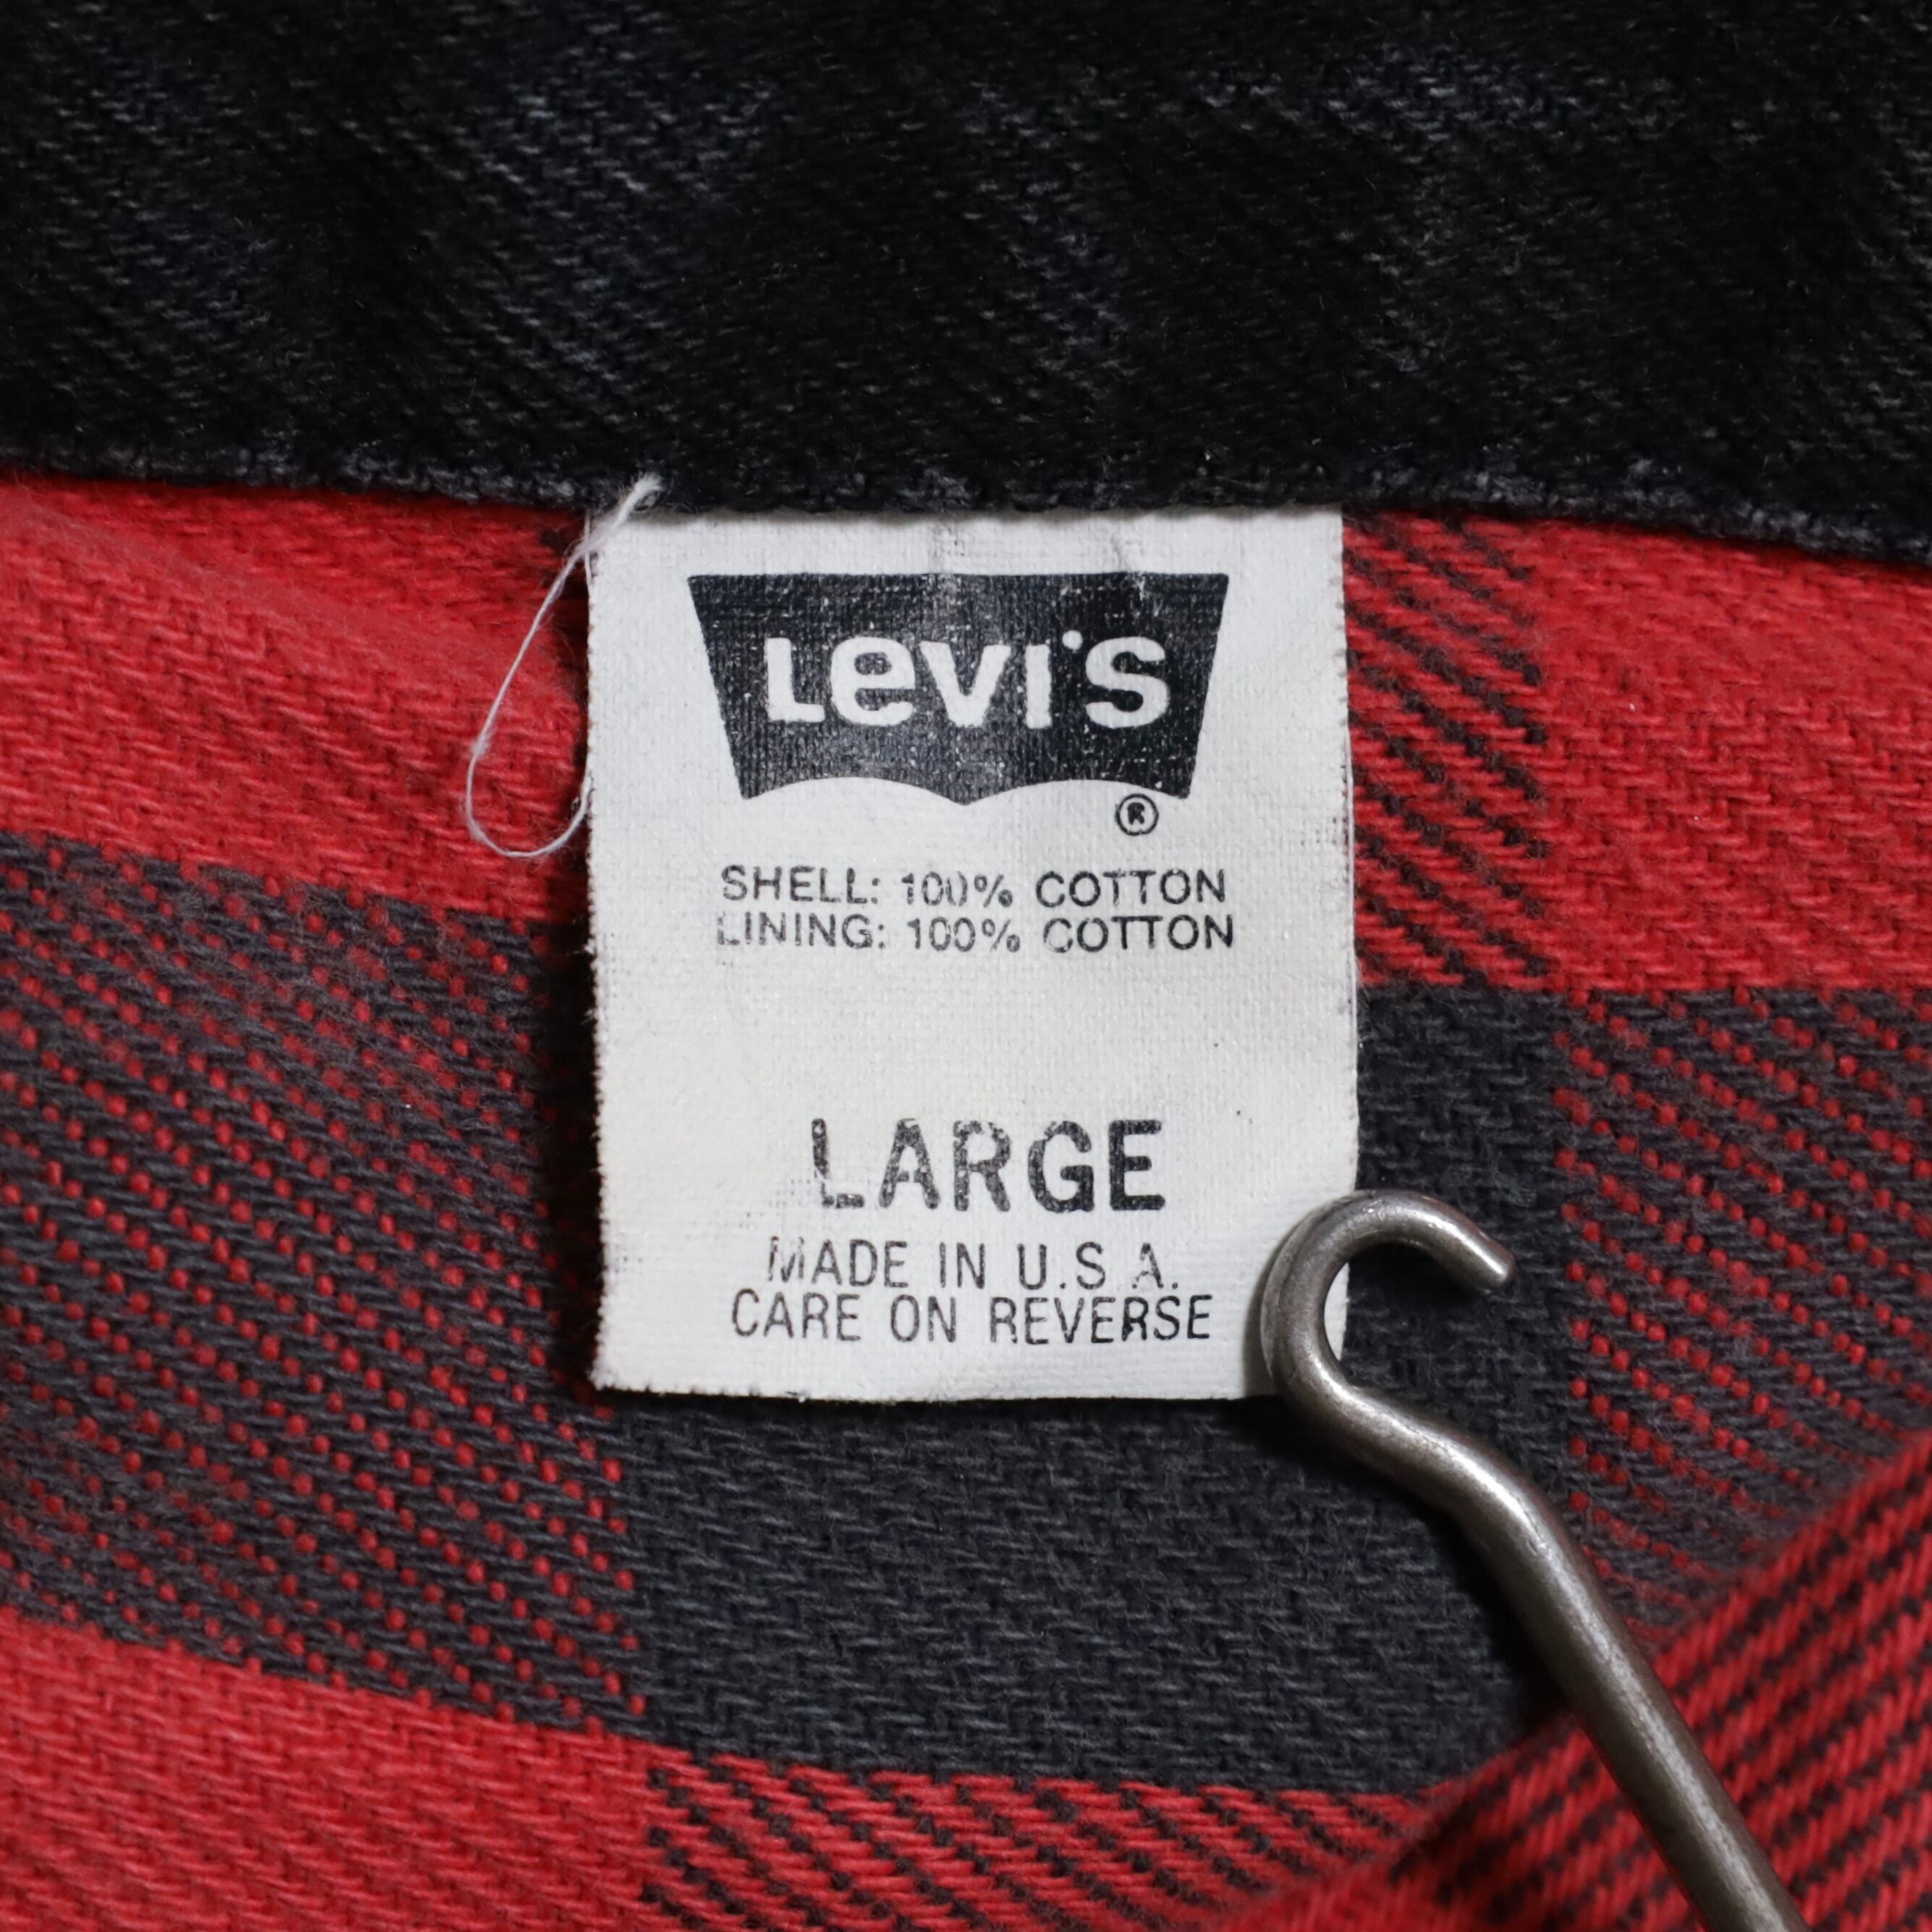 Levi's
®
SHELL: 100% COTTON
LINING: 100% COTTON
LARGE
MADE IN U.S.A.
CARE ON REVERSE